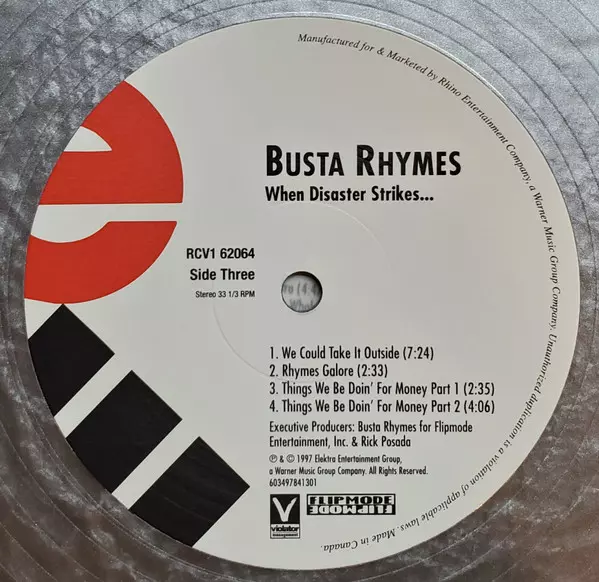 Manufactured for & Marketed by Rhino Entertainment Company, a Warner Music Group Company. Unauthorized duplication is a violation of applicable laws. Made in Canada.
BUSTA RHYMES
When Disaster Strikes...
RCV1 62064
Side Three
Stereo 33 1/3 RPM
1. We Could Take It Outside (7:24)
2. Rhymes Galore (2:33)
3. Things We Be Doin' For Money Part 1 (2:35)
4. Things We Be Doin' For Money Part 2 (4:06)
Executive Producers: Busta Rhymes for Flipmode
Entertainment, Inc. & Rick Posada
℗ & © 1997 Elektra Entertainment Group,
a Warner Music Group Company. All Rights Reserved.
603497841301
V
violator
management
FLIPMODE
FLIPMODE